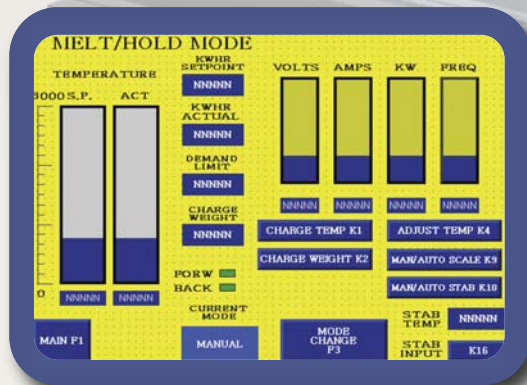 MELT/HOLD MODE
TEMPERATURE
S.P. ACT
0
NNNNN NNNNN
KWHR
SETPOINT
NNNNN
KWHR
ACTUAL
NNNNN
DEMAND
LIMIT
NNNNN
CHARGE
WEIGHT
NNNNN
PORW
BACK
VOLTS AMPS KW FREQ
NNNNN NNNNN NNNNN NNNNN
CHARGE TEMP K1 ADJUST TEMP K4
CHARGE WEIGHT K2 MAN/AUTO SCALE K9
MAN/AUTO STAB K10
MAIN F1
CURRENT
MODE
MANUAL
MODE
CHANGE
F3
STAB
TEMP NNNNN
STAB
INPUT K16